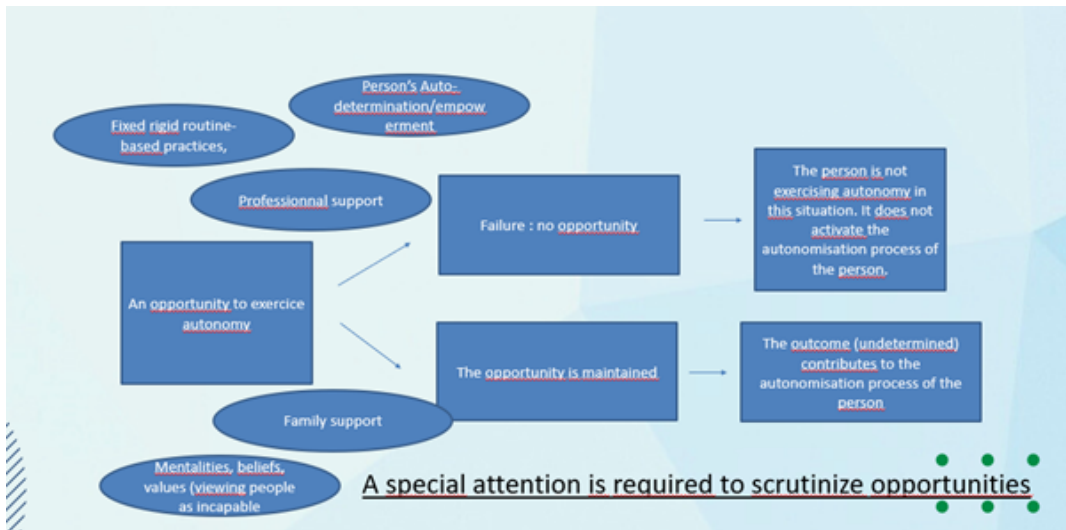 Person's Auto-
determination/empow
erment
Fixed rigid routine-
based practices,
Professionnal support
Failure : no opportunity
The person is not
exercising autonomy in
this situation. It does not
activate the
autonomisation process of
the person.
An opportunity to exercice
autonomy
The opportunity is maintained
The outcome (undetermined)
contributes to the
autonomisation process of the
person
Family support
Mentalities, beliefs,
values (viewing people
as incapable
A special attention is required to scrutinize opportunities